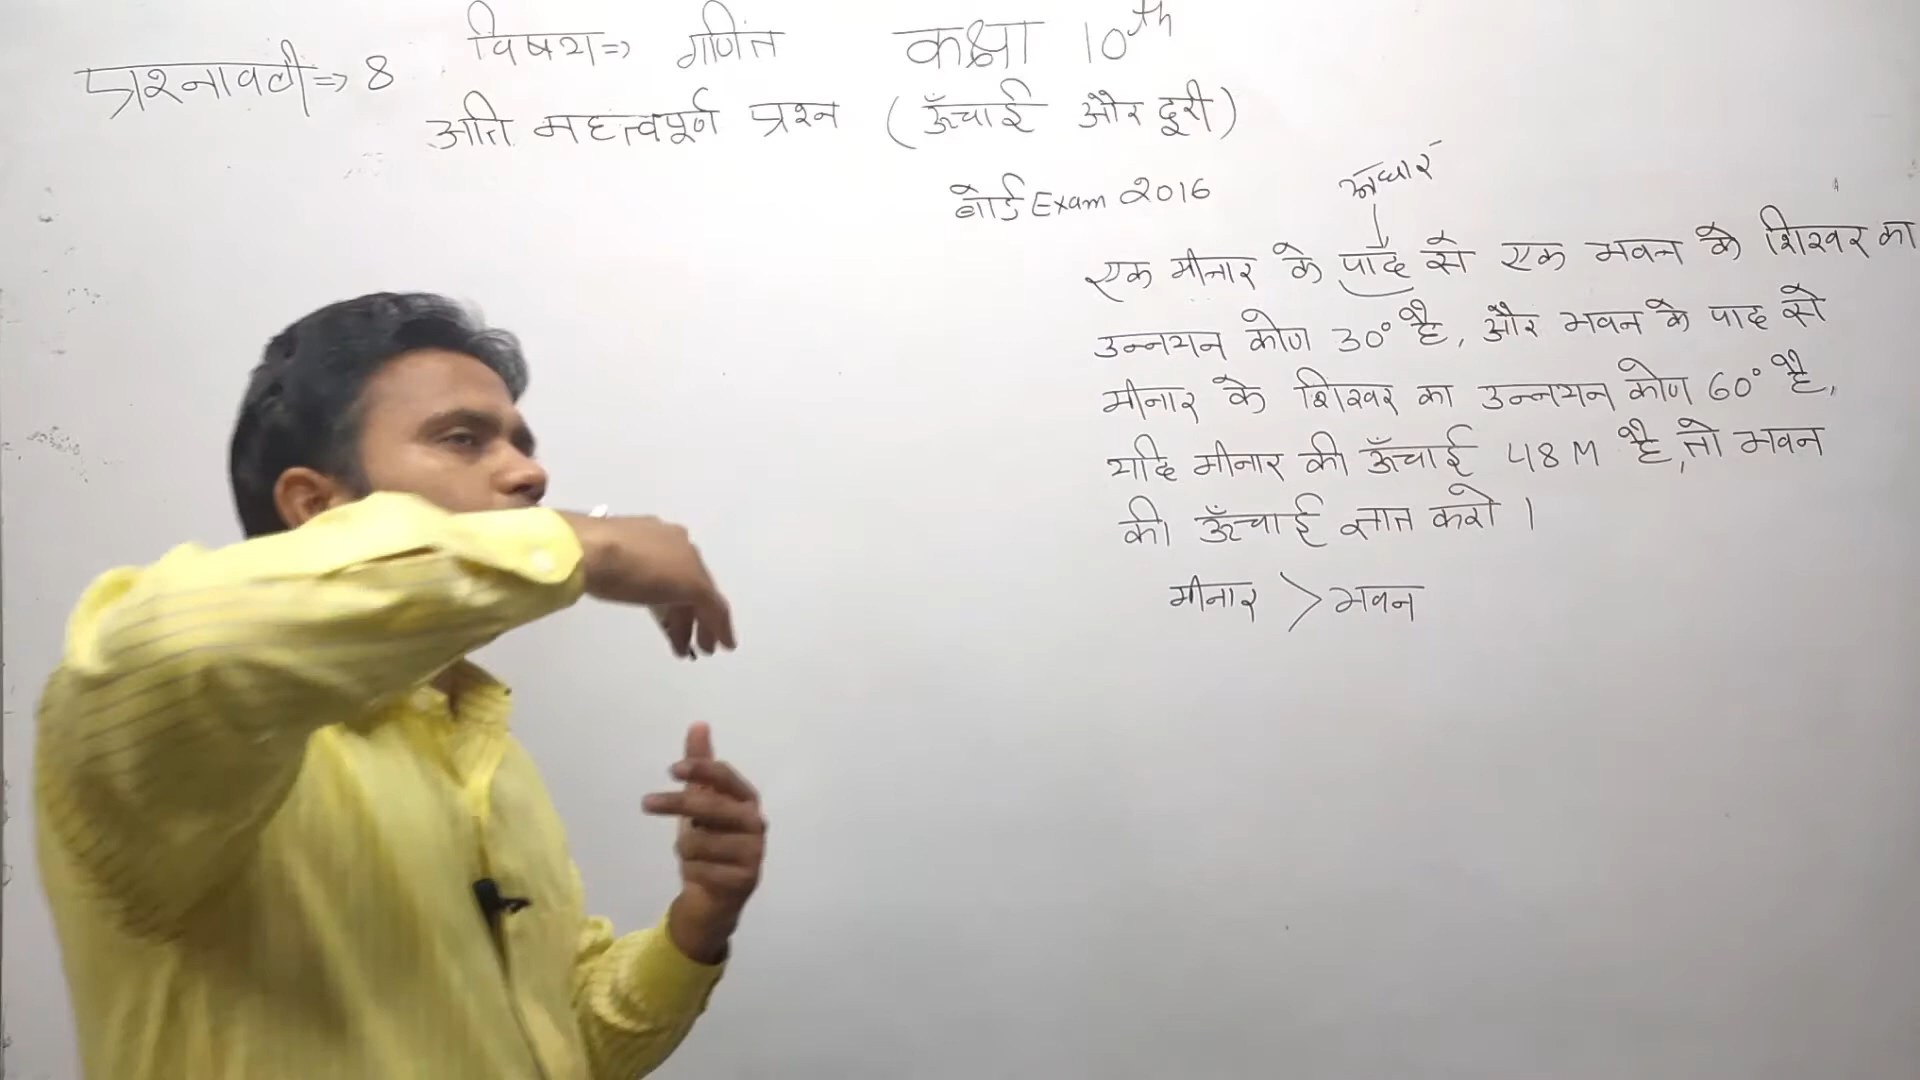 विषय⇒ गणित कक्षा 10th
प्रश्नावली⇒ 8
अति महत्वपूर्ण प्रश्न (ऊँचाई और दूरी)
बोर्ड Exam 2016
अधार
एक मीनार के पाद से एक भवन के शिखर का
उन्नयन कोण 30° है, और भवन के पाद से
मीनार के शिखर का उन्नयन कोण 60° है,
यदि मीनार की ऊँचाई 48 M है, तो भवन
की ऊँचाई ज्ञात करो ।
मीनार > भवन